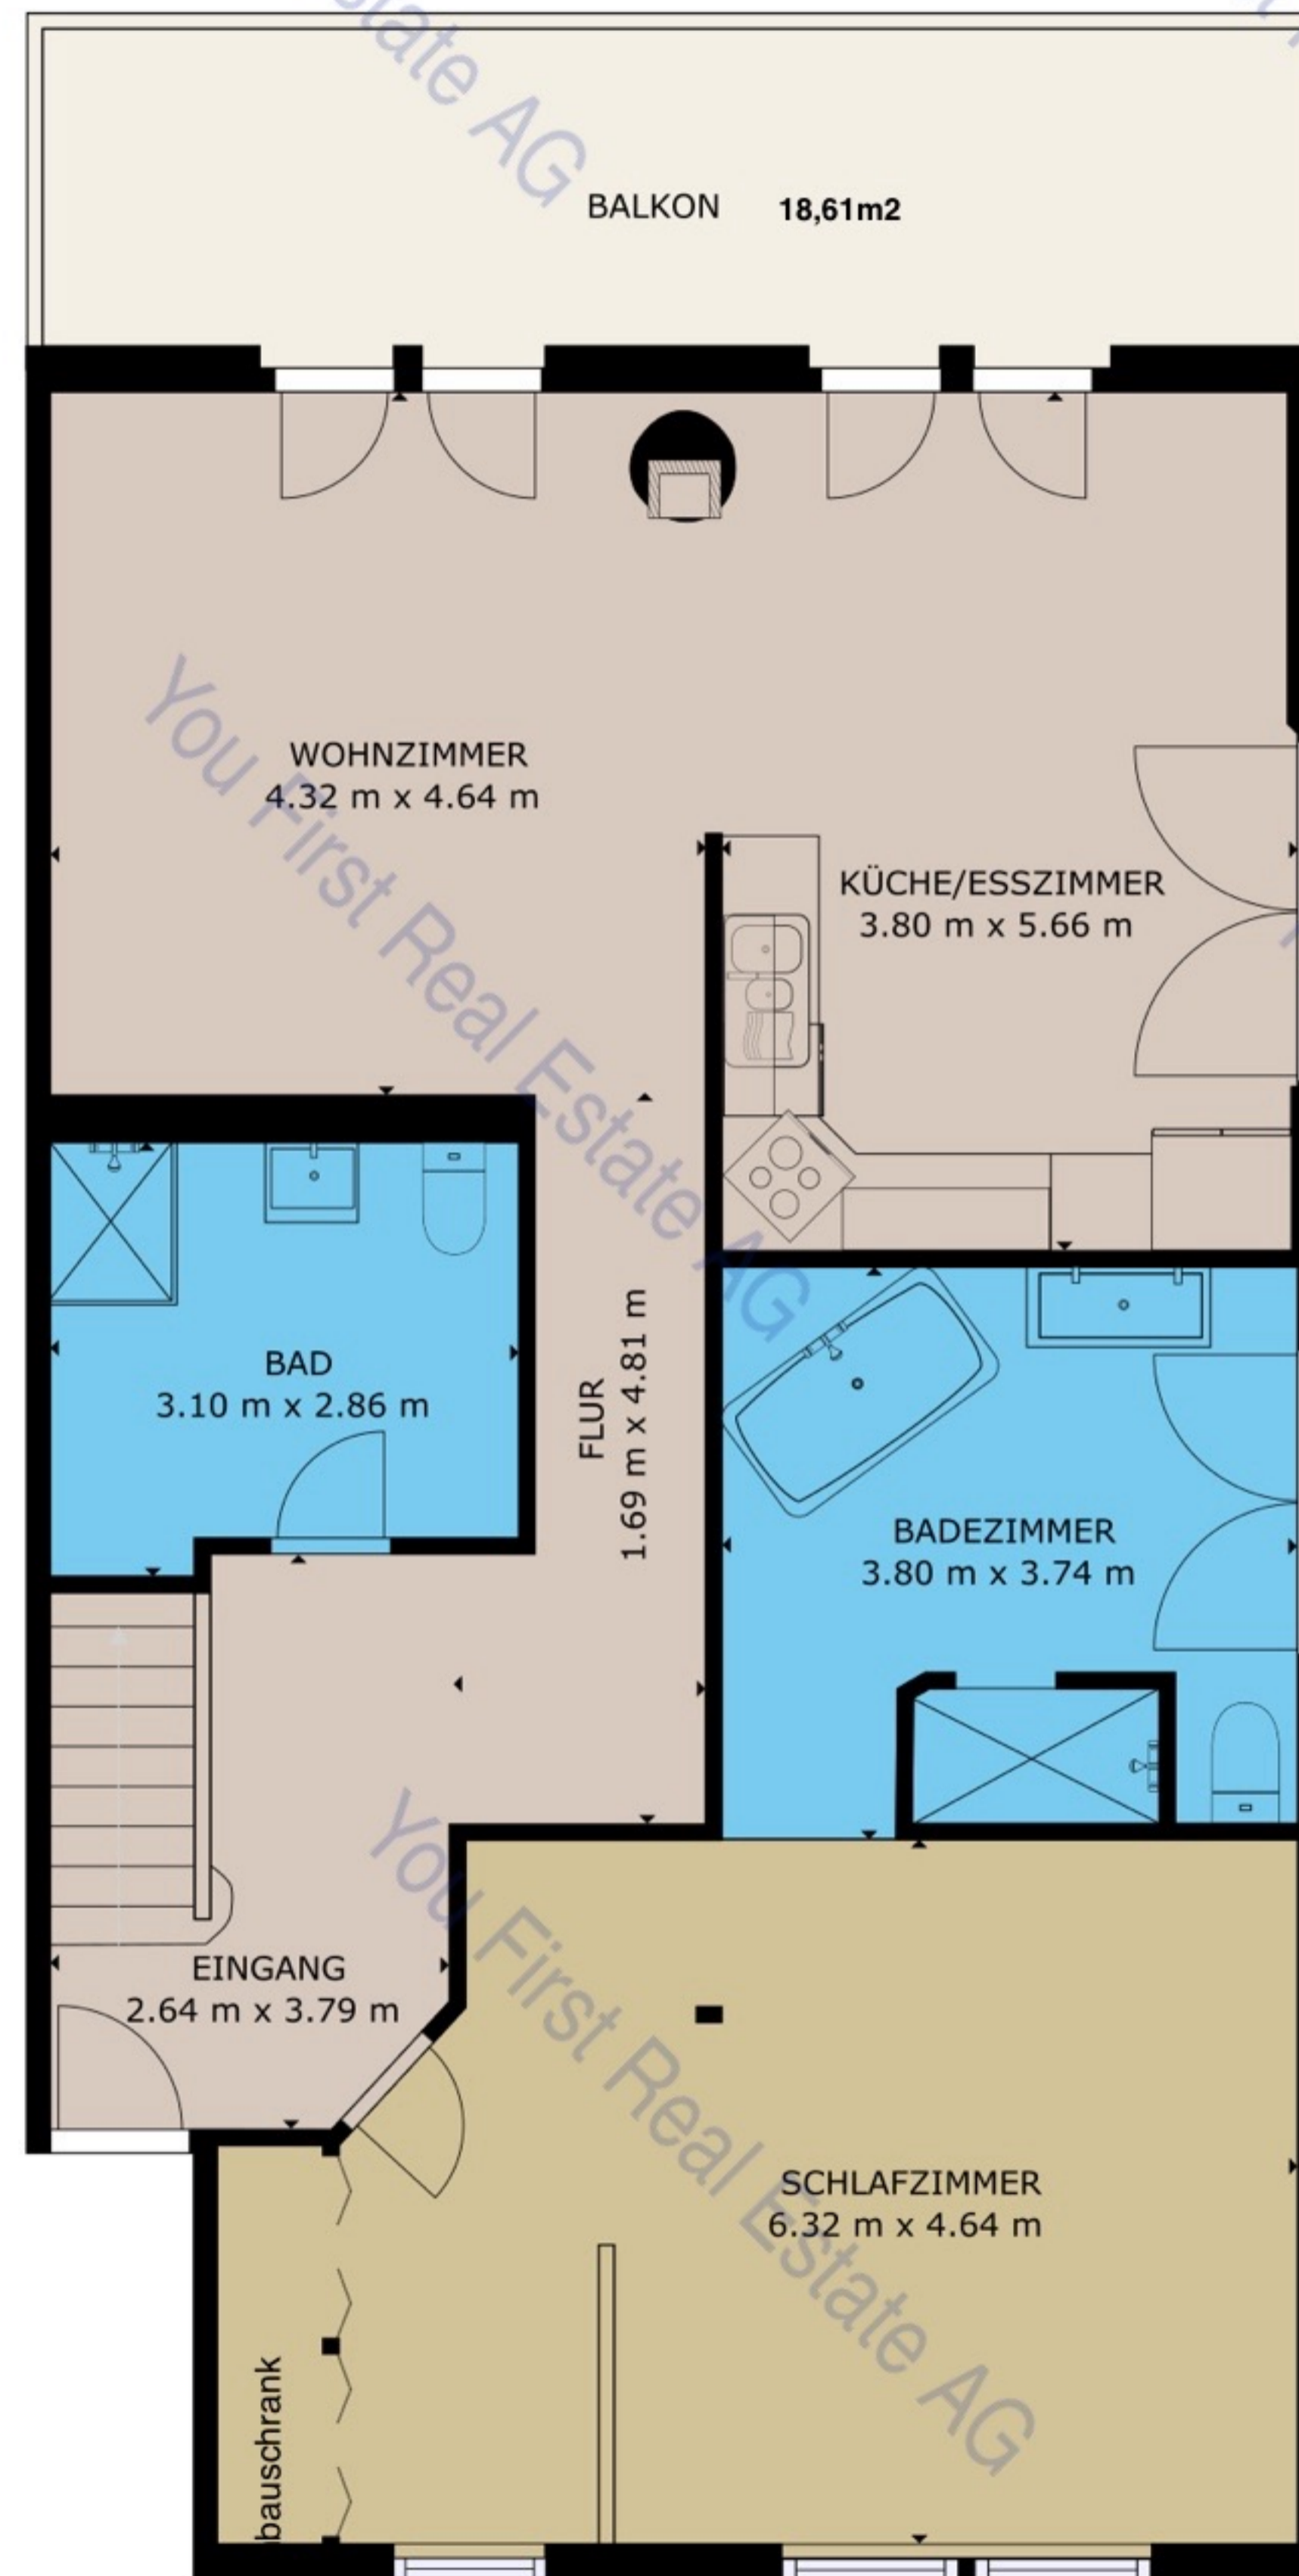 state AG
BALKON 18,61m2
WOHNZIMMER
4.32 m x 4.64 m
You First Real Estate AG
KÜCHE/ESSZIMMER
3.80 m x 5.66 m
BAD
3.10 m x 2.86 m
FLUR
1.69 m x 4.81 m
BADEZIMMER
3.80 m x 3.74 m
You First Real Estate AG
EINGANG
2.64 m x 3.79 m
SCHLAFZIMMER
6.32 m x 4.64 m
bauschrank